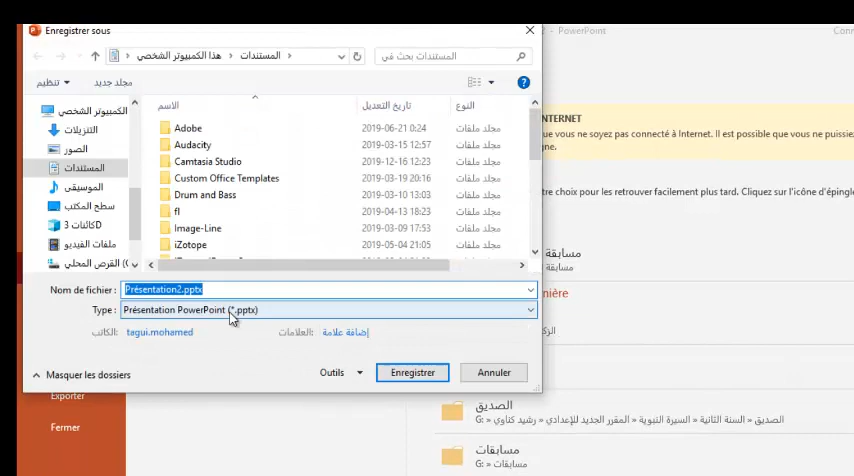 Enregistrer sous
- PowerPoint
هذا الكمبيوتر الشخصي › المستندات ›
المستندات بحث في
تنظيم
مجلد جديد
الاسم
تاريخ التعديل
النوع
الكمبيوتر الشخصي
التنزيلات
الصور
المستندات
الموسيقى
سطح المكتب
كائنات 3D
ملفات الفيديو
القرص المحلي
Adobe 2019-06-21 0:24 مجلد ملفات
Audacity 2019-03-15 12:57 مجلد ملفات
Camtasia Studio 2019-12-16 12:23 مجلد ملفات
Custom Office Templates 2019-03-19 20:16 مجلد ملفات
Drum and Bass 2019-03-10 13:03 مجلد ملفات
fl 2019-04-13 18:23 مجلد ملفات
Image-Line 2019-03-09 17:53 مجلد ملفات
iZotope 2019-05-04 21:05 مجلد ملفات
Nom de fichier : Présentation2.pptx
Type : Présentation PowerPoint (*.pptx)
الكاتب: tagui.mohamed
العلامات: إضافة علامة
Masquer les dossiers
Outils
Enregistrer
Annuler
Exporter
Fermer
NTERNET
que vous ne soyez pas connecté à Internet. Il est possible que vous ne puissie
gne.
tre choix pour les retrouver facilement plus tard. Cliquez sur l'icône d'épingle
مسابقة
مسابقة
nière
الصديق
G: » الصديق » السنة الثانية » السيرة النبوية » المقرر الجديد للإعدادي » رشيد كناوي
مسابقات
G: » مسابقات